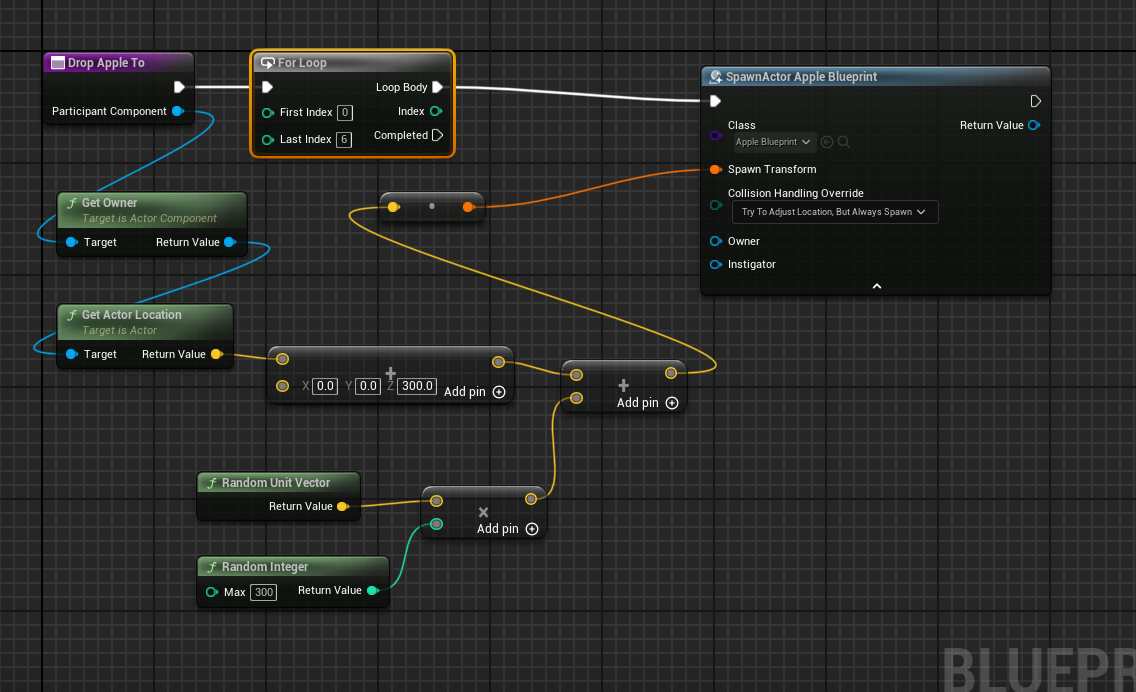 Drop Apple To
Participant Component
For Loop
Loop Body
First Index 0
Index
Last Index 6
Completed
SpawnActor Apple Blueprint
Class
Apple Blueprint
Return Value
Spawn Transform
Collision Handling Override
Try To Adjust Location, But Always Spawn
Owner
Instigator
f Get Owner
Target is Actor Component
Target
Return Value
f Get Actor Location
Target is Actor
Target
Return Value
+
X 0.0 Y 0.0 Z 300.0
Add pin
+
Add pin
f Random Unit Vector
Return Value
×
Add pin
f Random Integer
Max 300
Return Value
BLUEPR